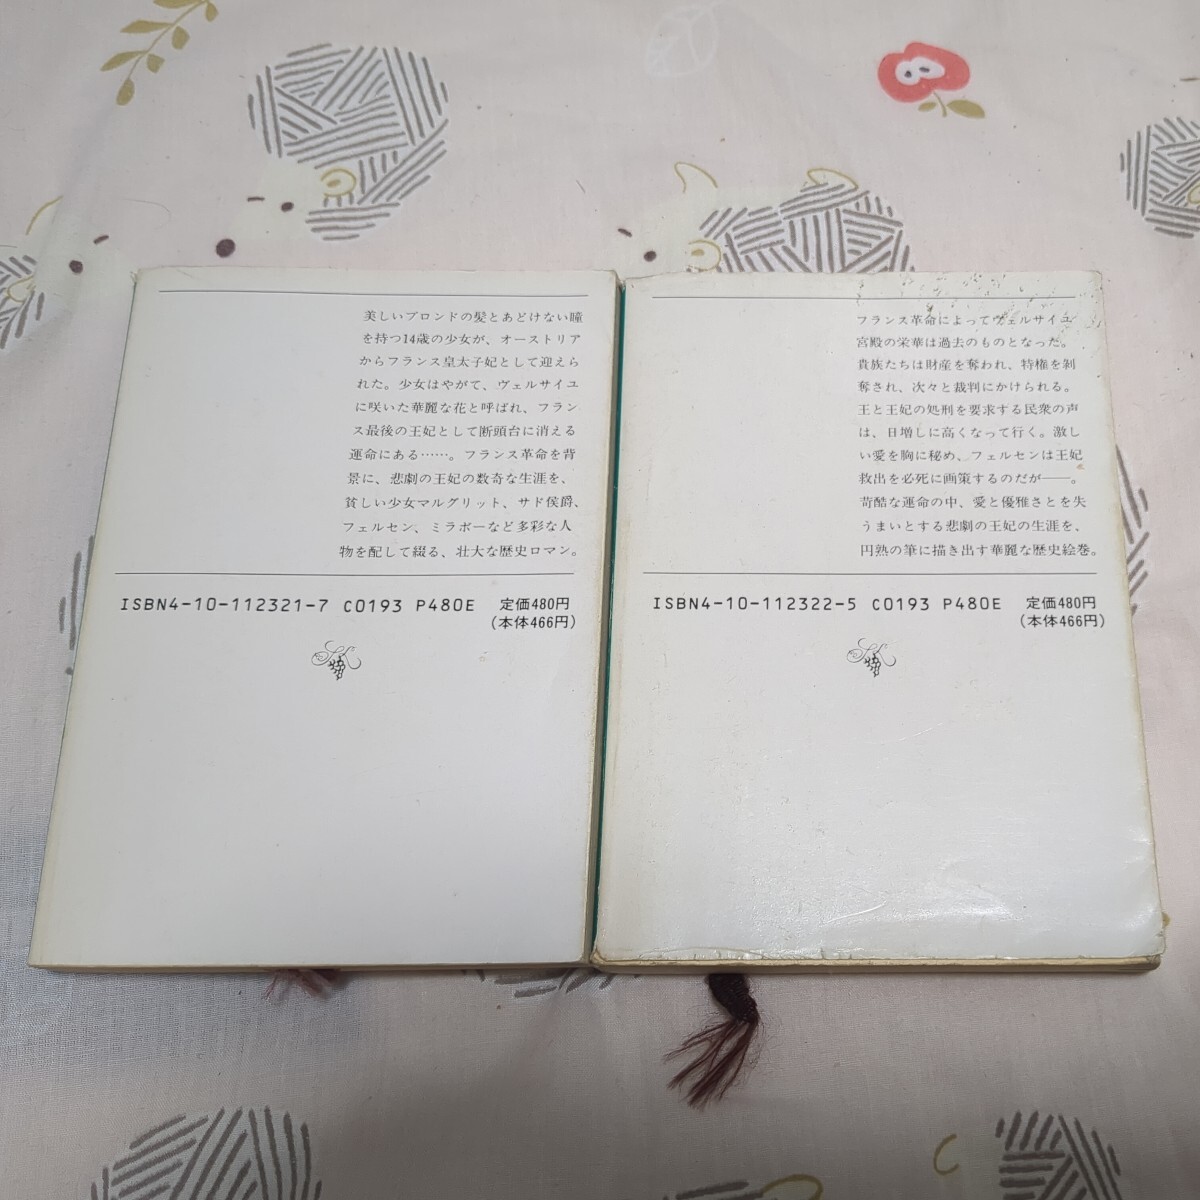 美しいブロンドの髪とあどけない瞳
を持つ14歳の少女が、オーストリア
からフランス皇太子妃として迎えら
れた。少女はやがて、ヴェルサイユ
に咲いた華麗な花と呼ばれ、フラン
ス最後の王妃として断頭台に消える
運命にある……。フランス革命を背
景に、悲劇の王妃の数奇な生涯を、
貧しい少女マルグリット、サド侯爵、
フェルセン、ミラボーなど多彩な人
物を配して綴る、壮大な歴史ロマン。
ISBN4-10-112321-7 C0193 P480E 定価480円
(本体466円)
フランス革命によってヴェルサイユ
宮殿の栄華は過去のものとなった。
貴族たちは財産を奪われ、特権を剝
奪され、次々と裁判にかけられる。
王と王妃の処刑を要求する民衆の声
は、日増しに高くなって行く。激し
い愛を胸に秘め、フェルセンは王妃
救出を必死に画策するのだが――。
苛酷な運命の中、愛と優雅さとを失
うまいとする悲劇の王妃の生涯を、
円熟の筆に描き出す華麗な歴史絵巻。
ISBN4-10-112322-5 C0193 P480E 定価480円
(本体466円)